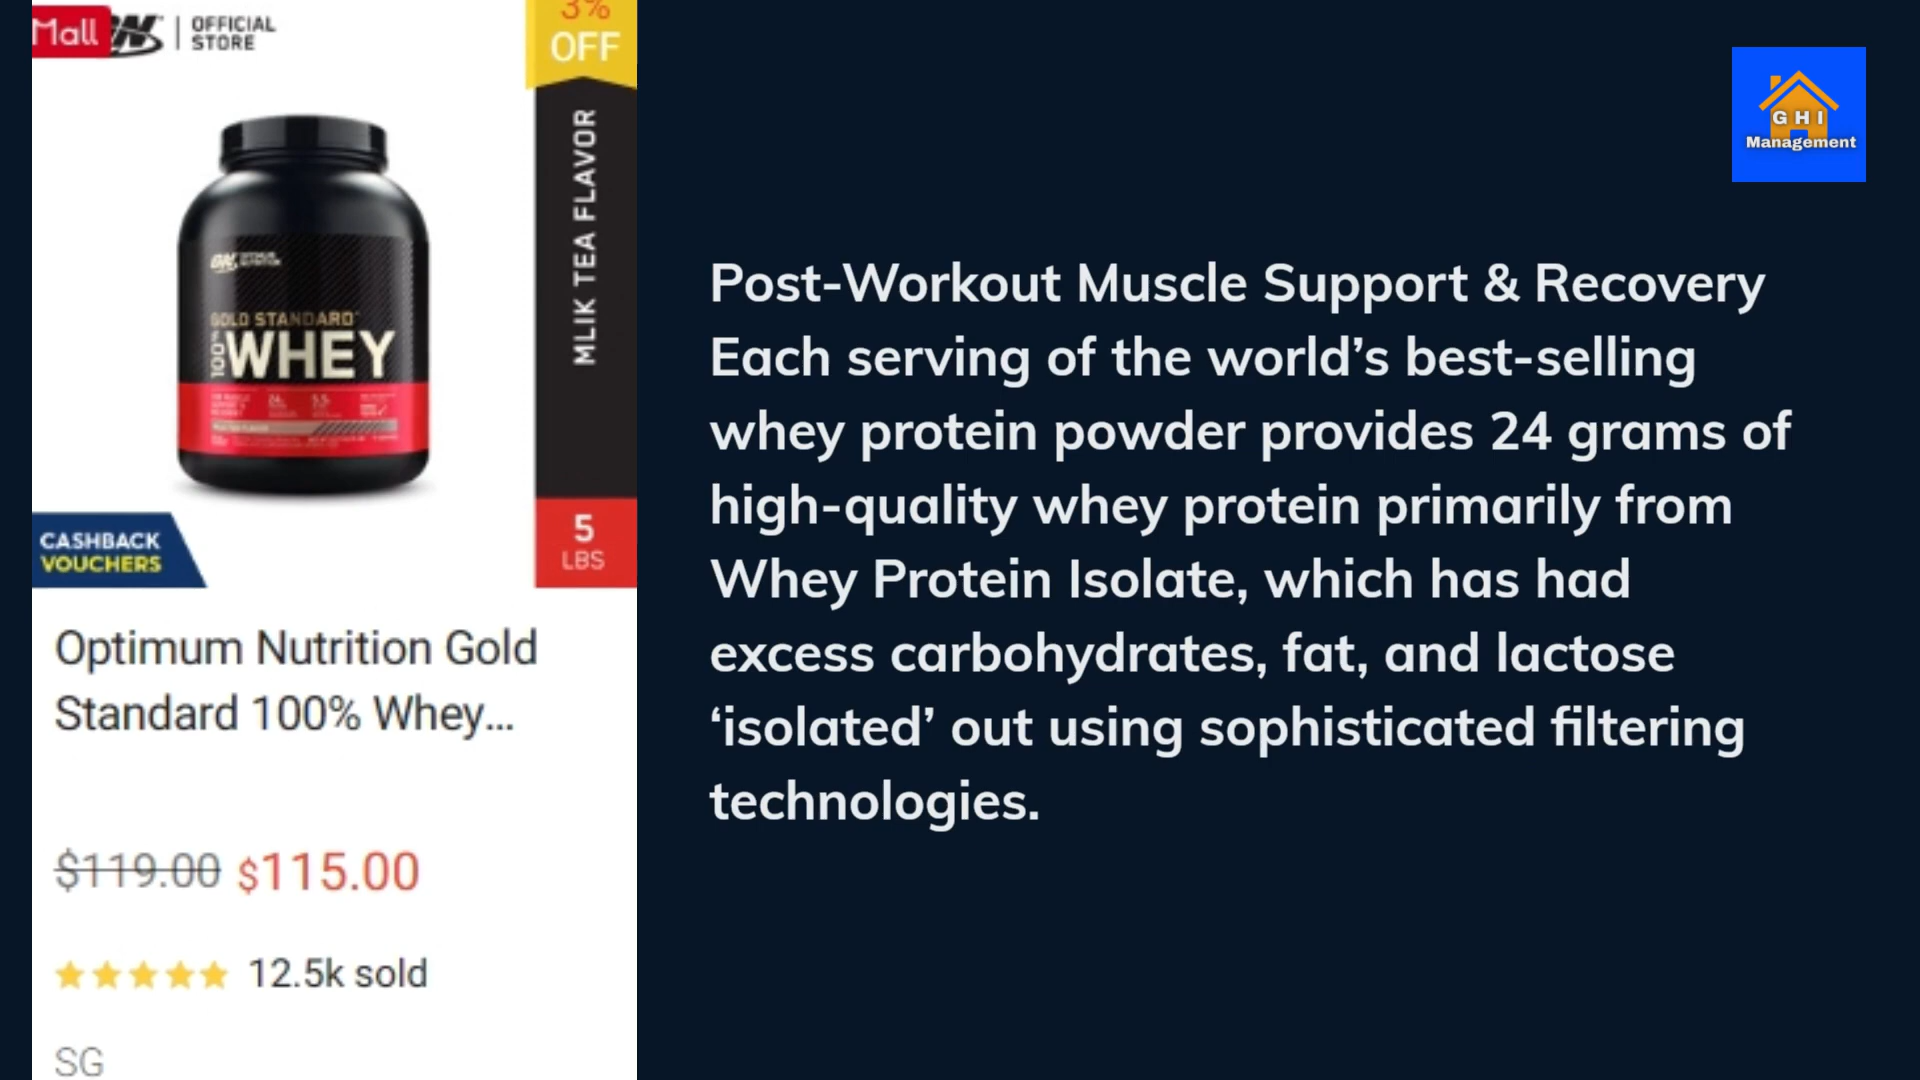 Mall
OFFICIAL
STORE
3%
OFF
MLIK TEA FLAVOR
GOLD STANDARD
100%
WHEY
5
LBS
CASHBACK
VOUCHERS
Optimum Nutrition Gold
Standard 100% Whey...
$119.00 $115.00
12.5k sold
SG
GHI
Management
Post-Workout Muscle Support & Recovery
Each serving of the world’s best-selling
whey protein powder provides 24 grams of
high-quality whey protein primarily from
Whey Protein Isolate, which has had
excess carbohydrates, fat, and lactose
‘isolated’ out using sophisticated filtering
technologies.